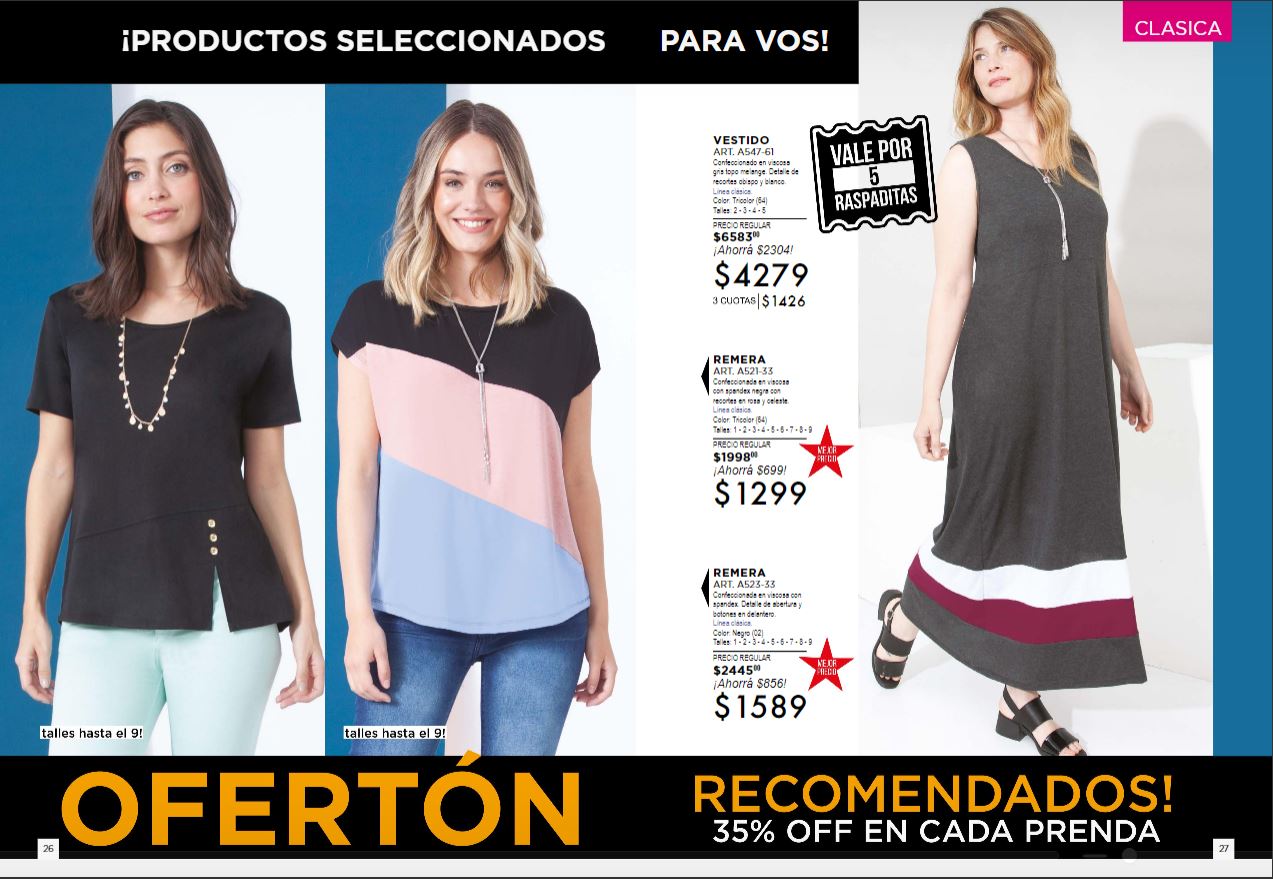 ¡PRODUCTOS SELECCIONADOS PARA VOS!
CLASICA
VESTIDO
ART. A547-61
Confeccionado en viscosa
gris topo melange. Detalle de
recortes obispo y blanco.
Línea clásica.
Color: Tricolor (64)
Talles: 2 - 3 - 4 - 5
PRECIO REGULAR
$6583⁰⁰
¡Ahorrá $2304!
$4279
3 CUOTAS | $1426
VALE POR
5
RASPADITAS
REMERA
ART. A521-33
Confeccionada en viscosa
con spandex negra con
recortes en rosa y celeste.
Línea clásica.
Color: Tricolor (64)
Talles: 1 - 2 - 3 - 4 - 5 - 6 - 7 - 8 - 9
PRECIO REGULAR
$1998⁰⁰
¡Ahorrá $699!
$1299
MEJOR
PRECIO
REMERA
ART. A523-33
Confeccionada en viscosa con
spandex. Detalle de abertura y
botones en delantero.
Línea clásica.
Color: Negro (02)
Talles: 1 - 2 - 3 - 4 - 5 - 6 - 7 - 8 - 9
PRECIO REGULAR
$2445⁰⁰
¡Ahorrá $856!
$1589
MEJOR
PRECIO
talles hasta el 9!
talles hasta el 9!
OFERTÓN
RECOMENDADOS!
35% OFF EN CADA PRENDA
26
27